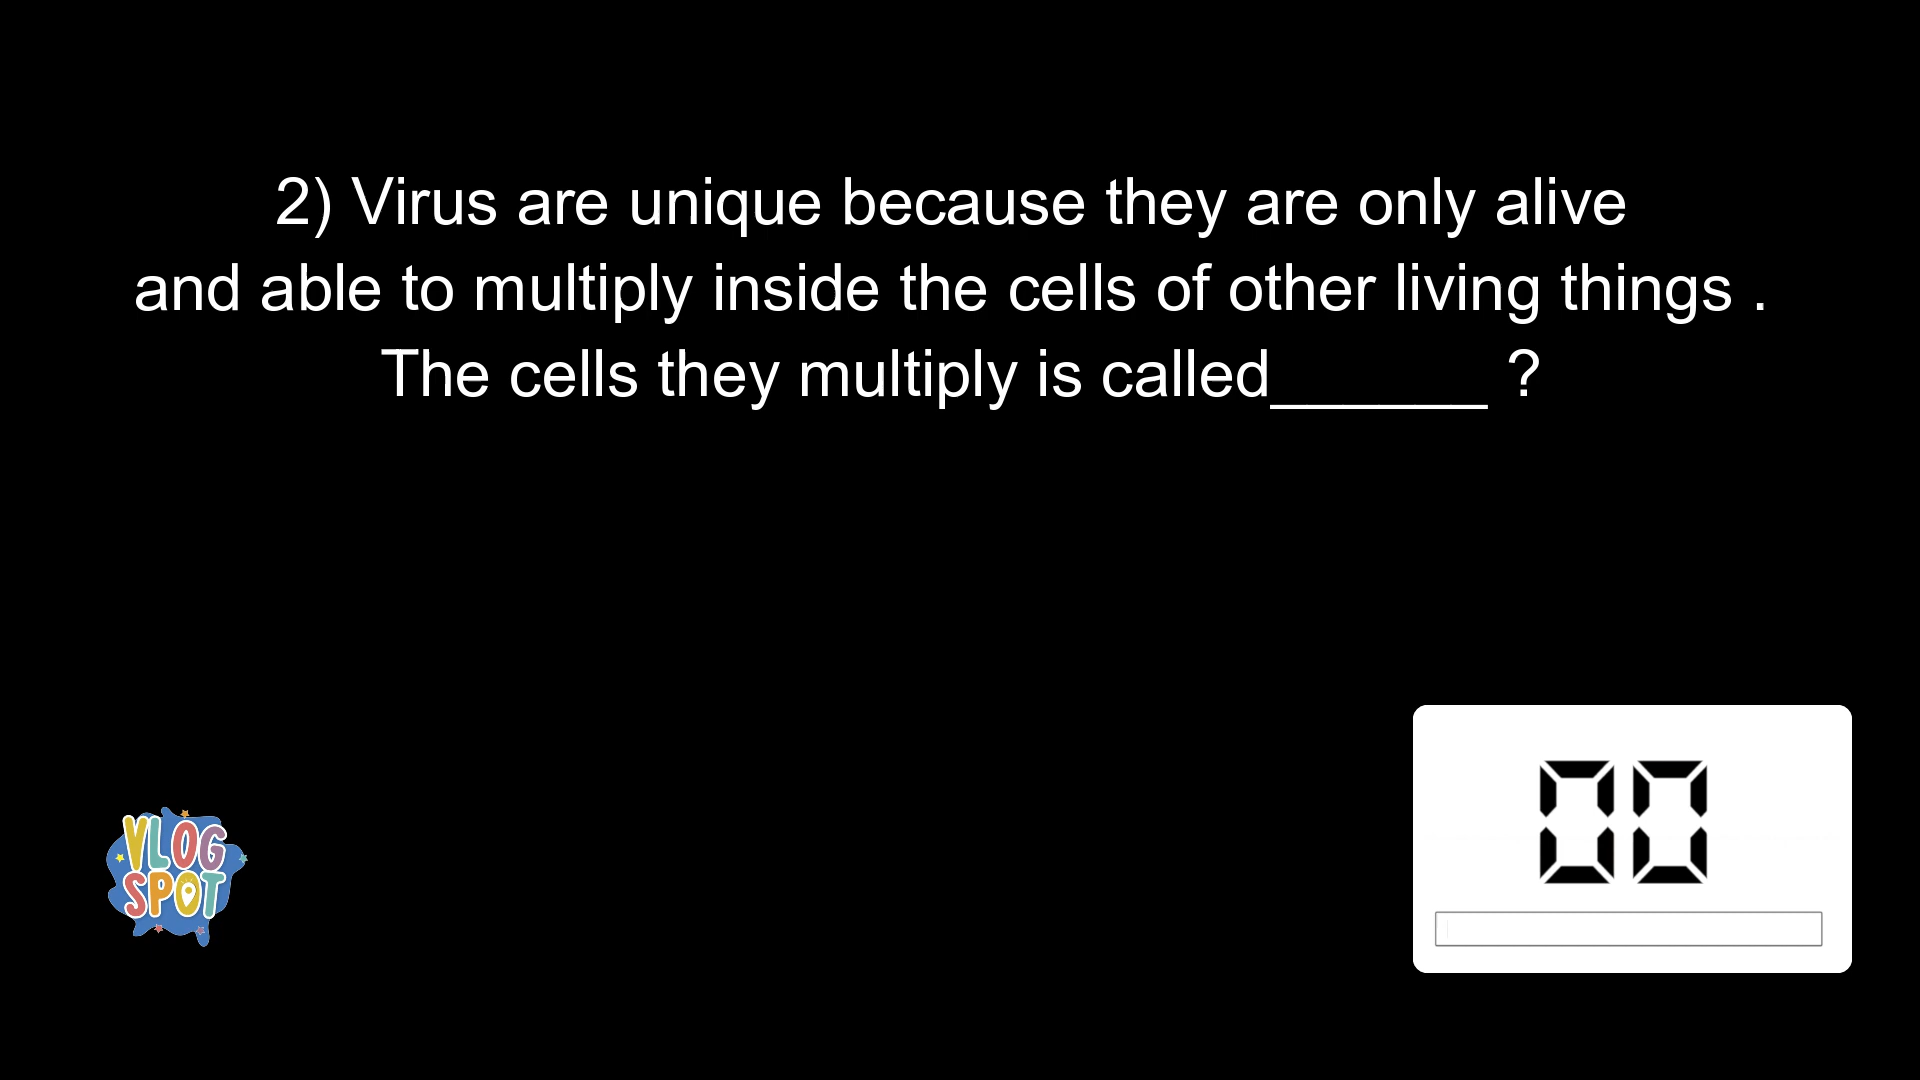 2) Virus are unique because they are only alive
and able to multiply inside the cells of other living things .
The cells they multiply is called______ ?
00
VLOG
SPOT